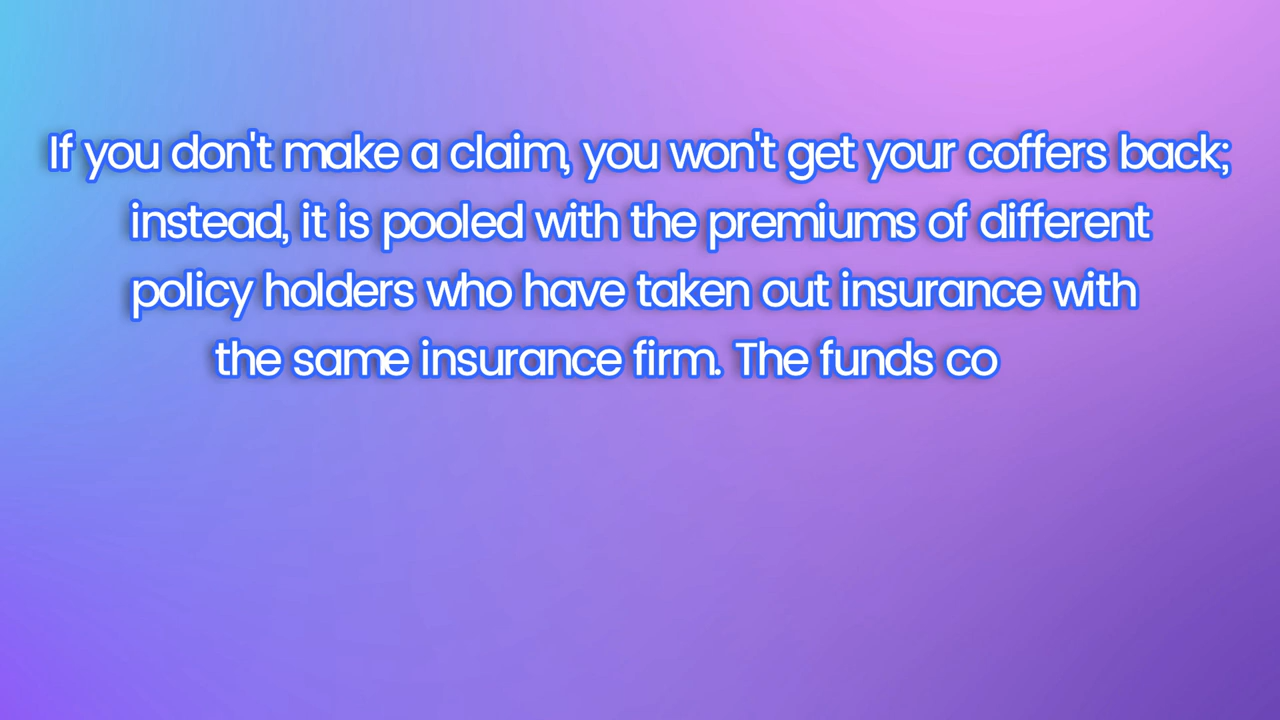 If you don't make a claim, you won't get your coffers back;
instead, it is pooled with the premiums of different
policy holders who have taken out insurance with
the same insurance firm. The funds co